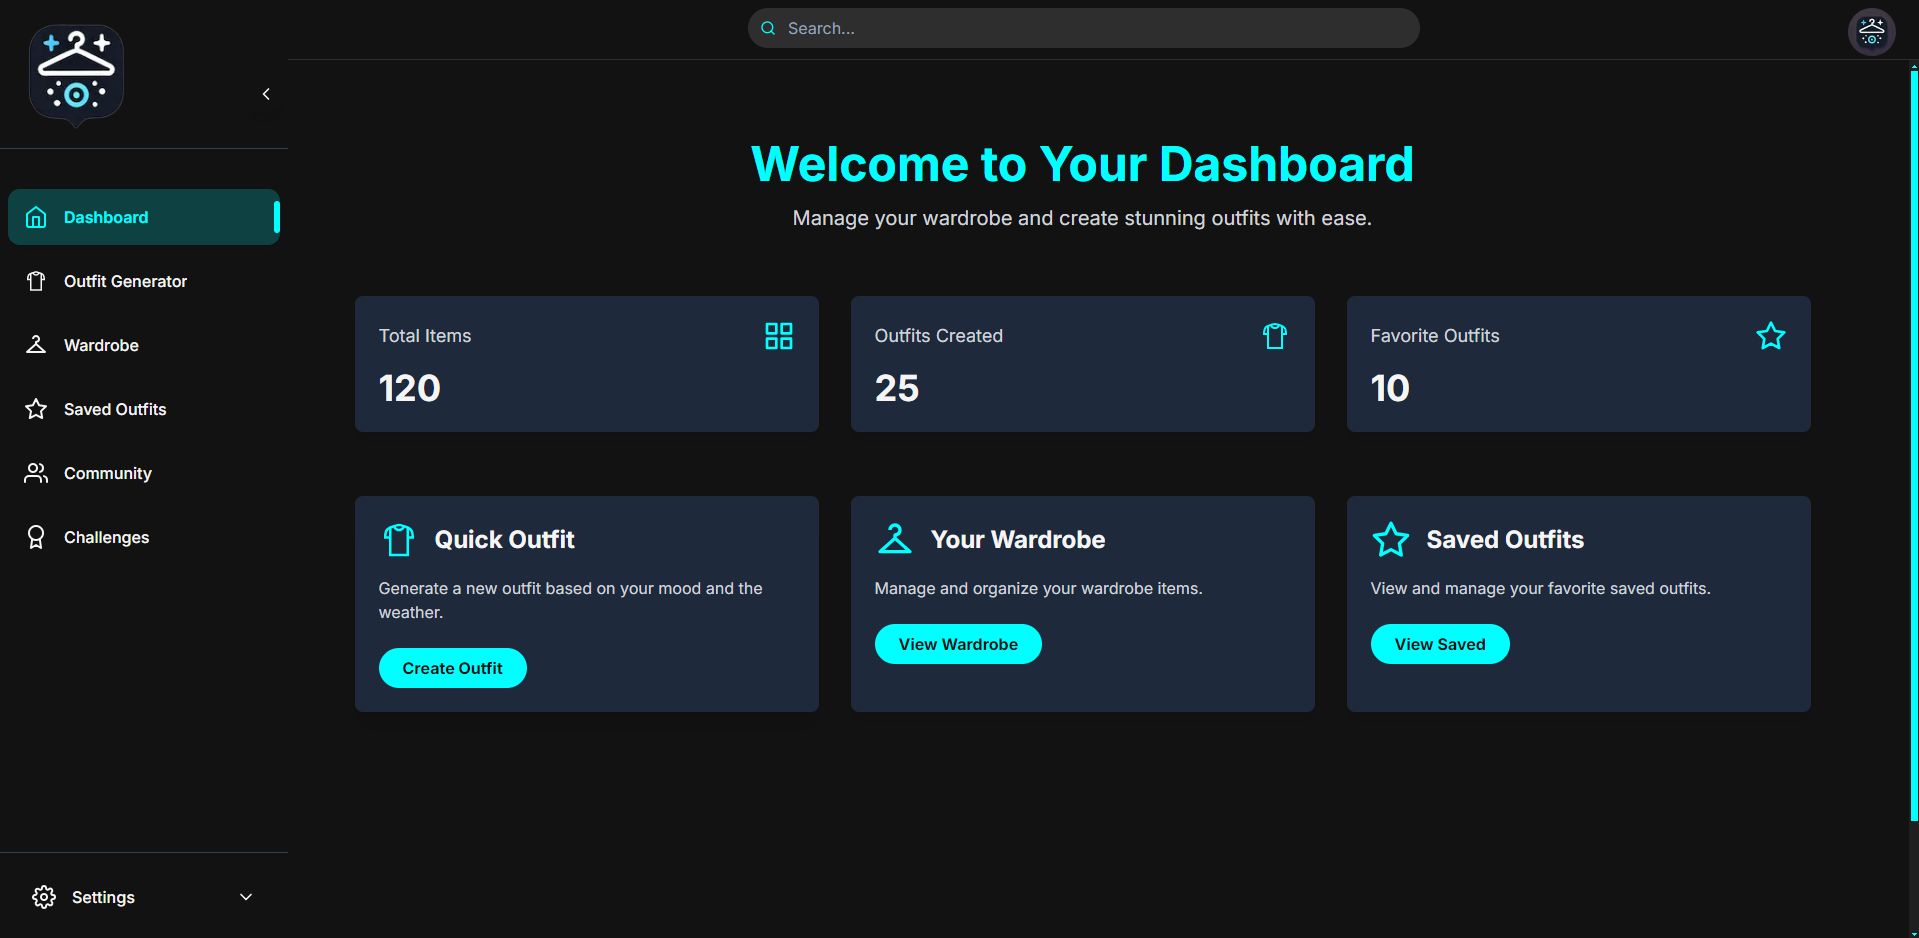 Search...
Dashboard
Outfit Generator
Wardrobe
Saved Outfits
Community
Challenges
Settings
Welcome to Your Dashboard
Manage your wardrobe and create stunning outfits with ease.
Total Items
120
Outfits Created
25
Favorite Outfits
10
Quick Outfit
Generate a new outfit based on your mood and the
weather.
Create Outfit
Your Wardrobe
Manage and organize your wardrobe items.
View Wardrobe
Saved Outfits
View and manage your favorite saved outfits.
View Saved